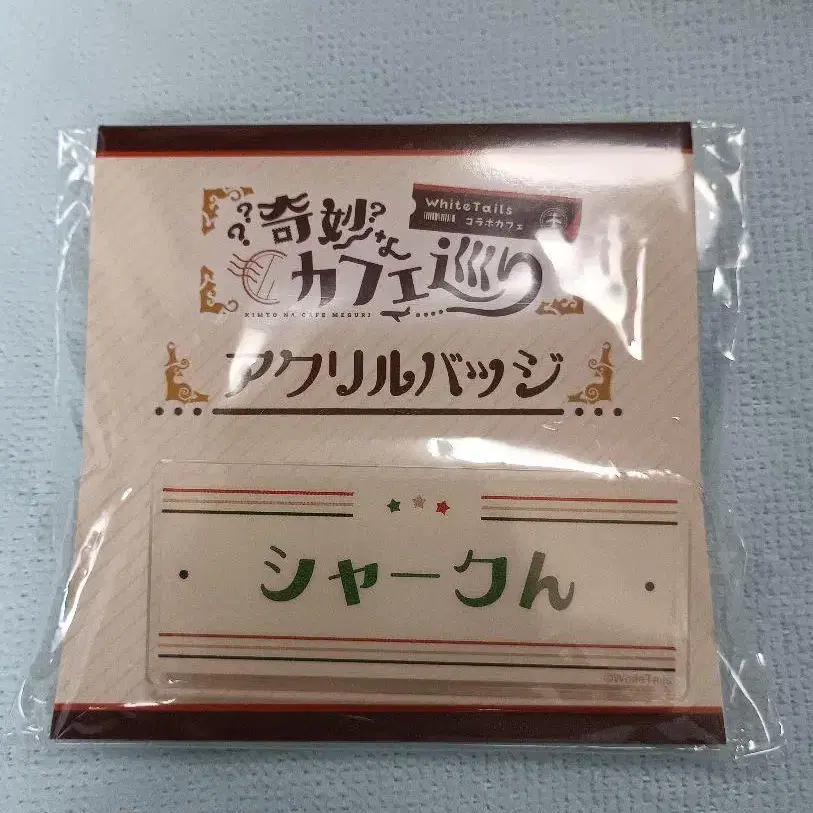 WhiteTails
コラボカフェ
??奇妙?な
カフェ巡り
KIMYO NA CAFE MEGURI
アクリルバッジ
シャークん
©WhiteTails